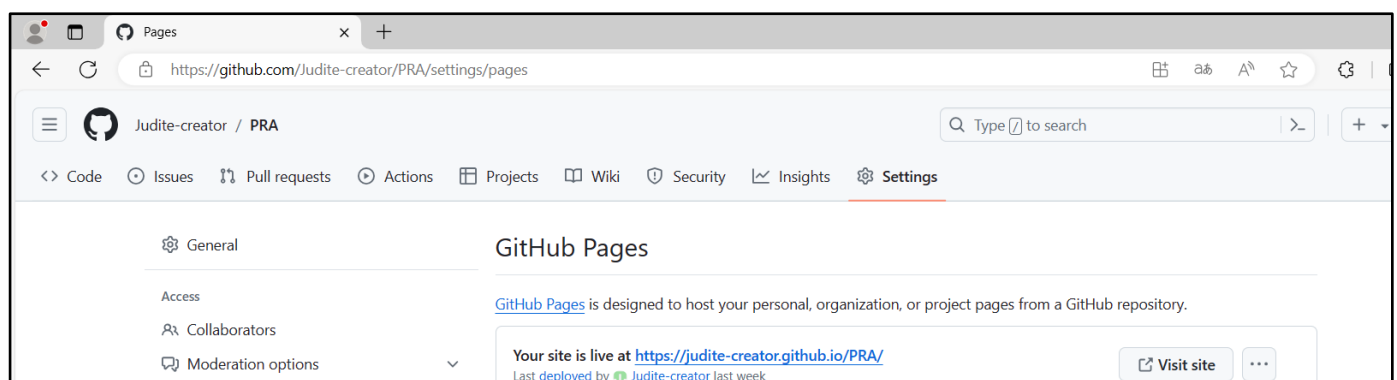 Pages
https://github.com/Judite-creator/PRA/settings/pages
Judite-creator / PRA
Type / to search
Code Issues Pull requests Actions Projects Wiki Security Insights Settings
General
GitHub Pages
Access
GitHub Pages is designed to host your personal, organization, or project pages from a GitHub repository.
Collaborators
Your site is live at https://judite-creator.github.io/PRA/
Visit site
Moderation options
Last deployed by Judite-creator last week